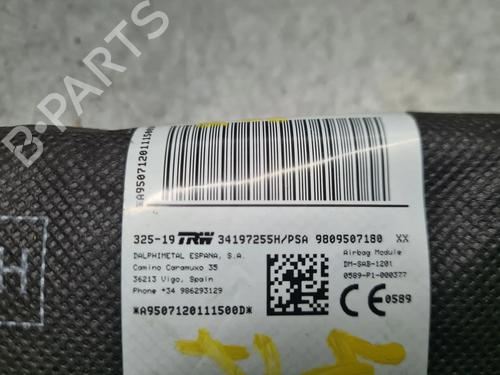 *A9507120111500D*
325-19 TRW 34197255H/PSA 9809507180 XX
DALPHIMETAL ESPANA, S.A.
Camino Caramuxo 35
36213 Vigo, Spain
Phone +34 986293129
Airbag Module
DM-SAB-1201
0589-P1-000377
CE 0589
*A9507120111500D*
H
B-PARTS